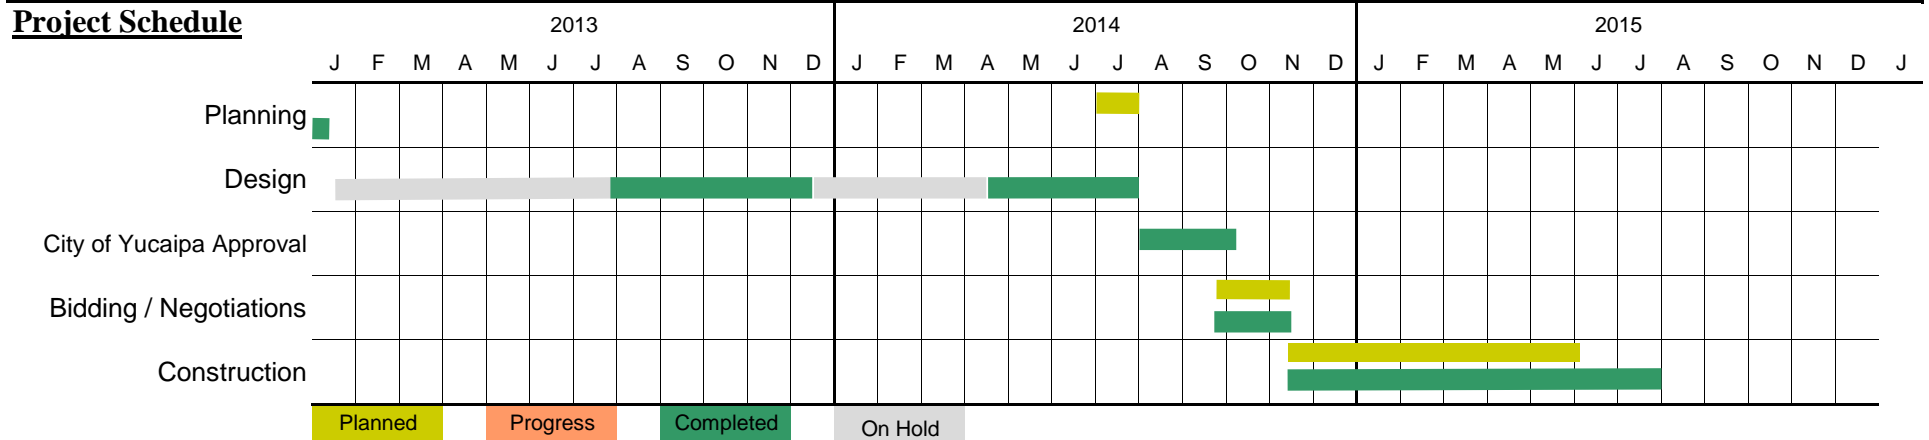 Project Schedule
2013 2014 2015
J F M A M J J A S O N D J F M A M J J A S O N D J F M A M J J A S O N D J
Planning
Design
City of Yucaipa Approval
Bidding / Negotiations
Construction
Planned Progress Completed On Hold